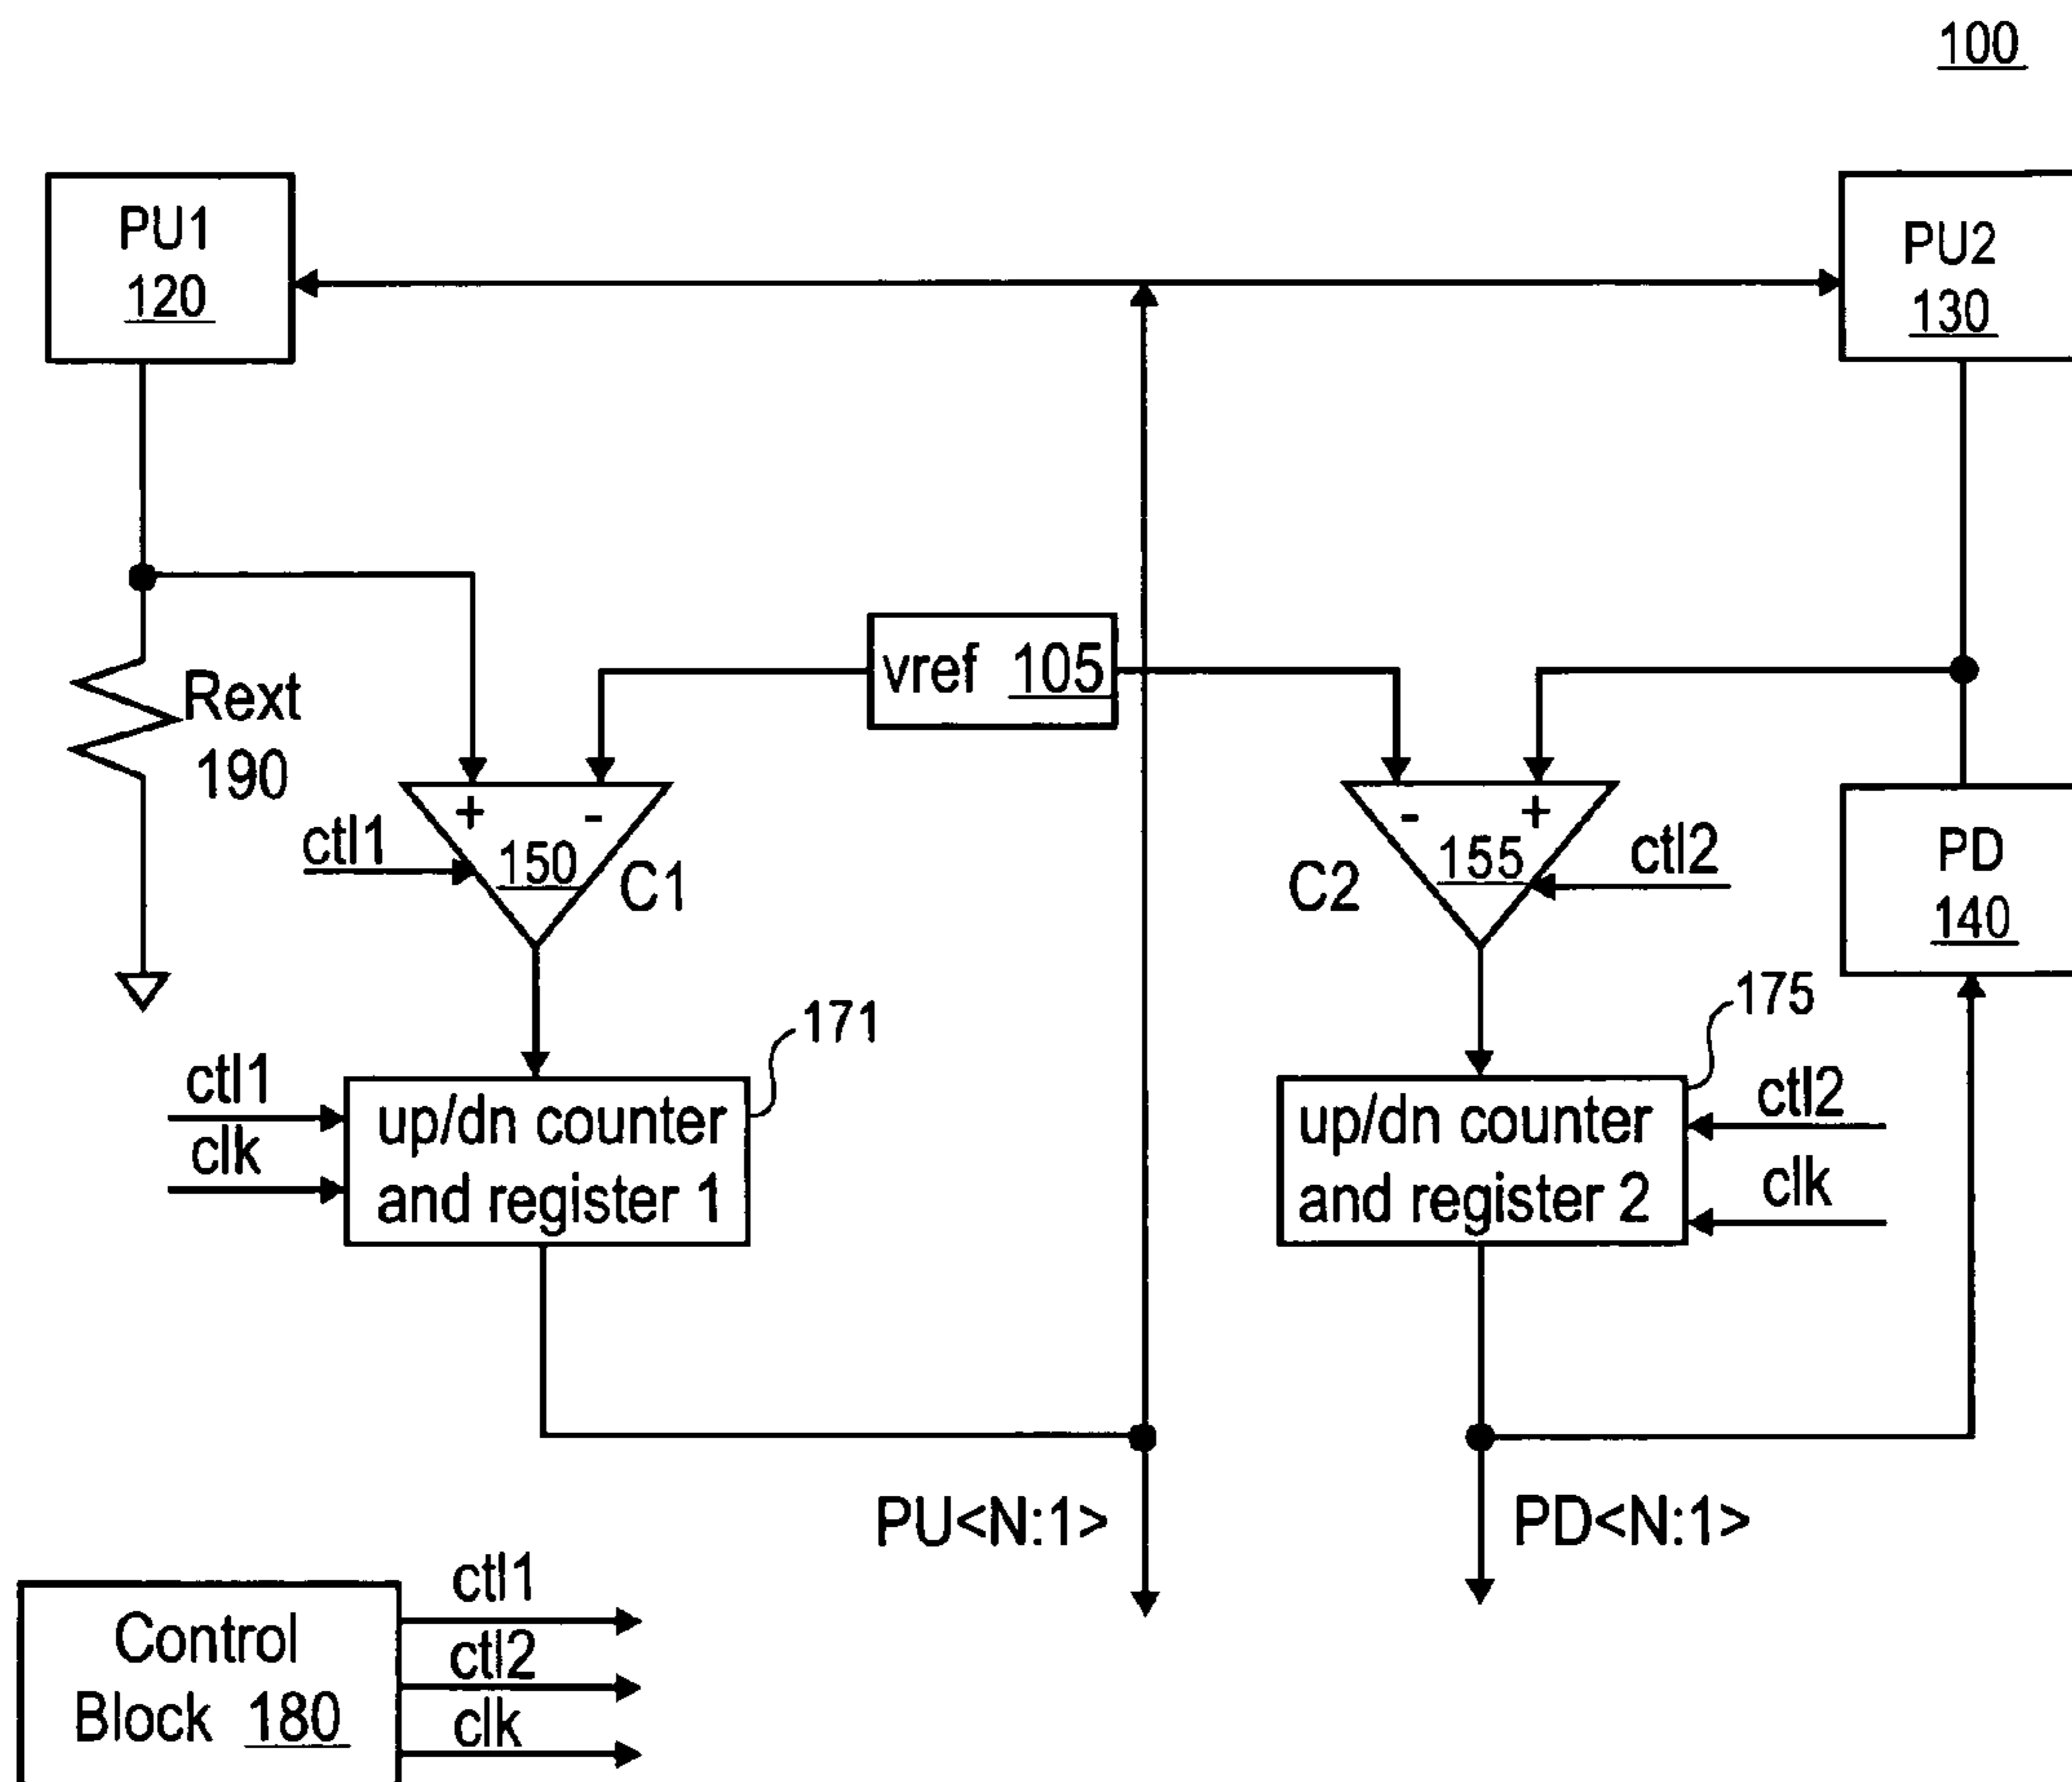 100
PU1
120
PU2
130
Rext
190
vref 105
+
-
-
+
ctl1
150
C1
C2
155
ctl2
PD
140
171
175
ctl1
clk
up/dn counter
and register 1
up/dn counter
and register 2
ctl2
clk
PU<N:1>
PD<N:1>
Control
Block 180
ctl1
ctl2
clk